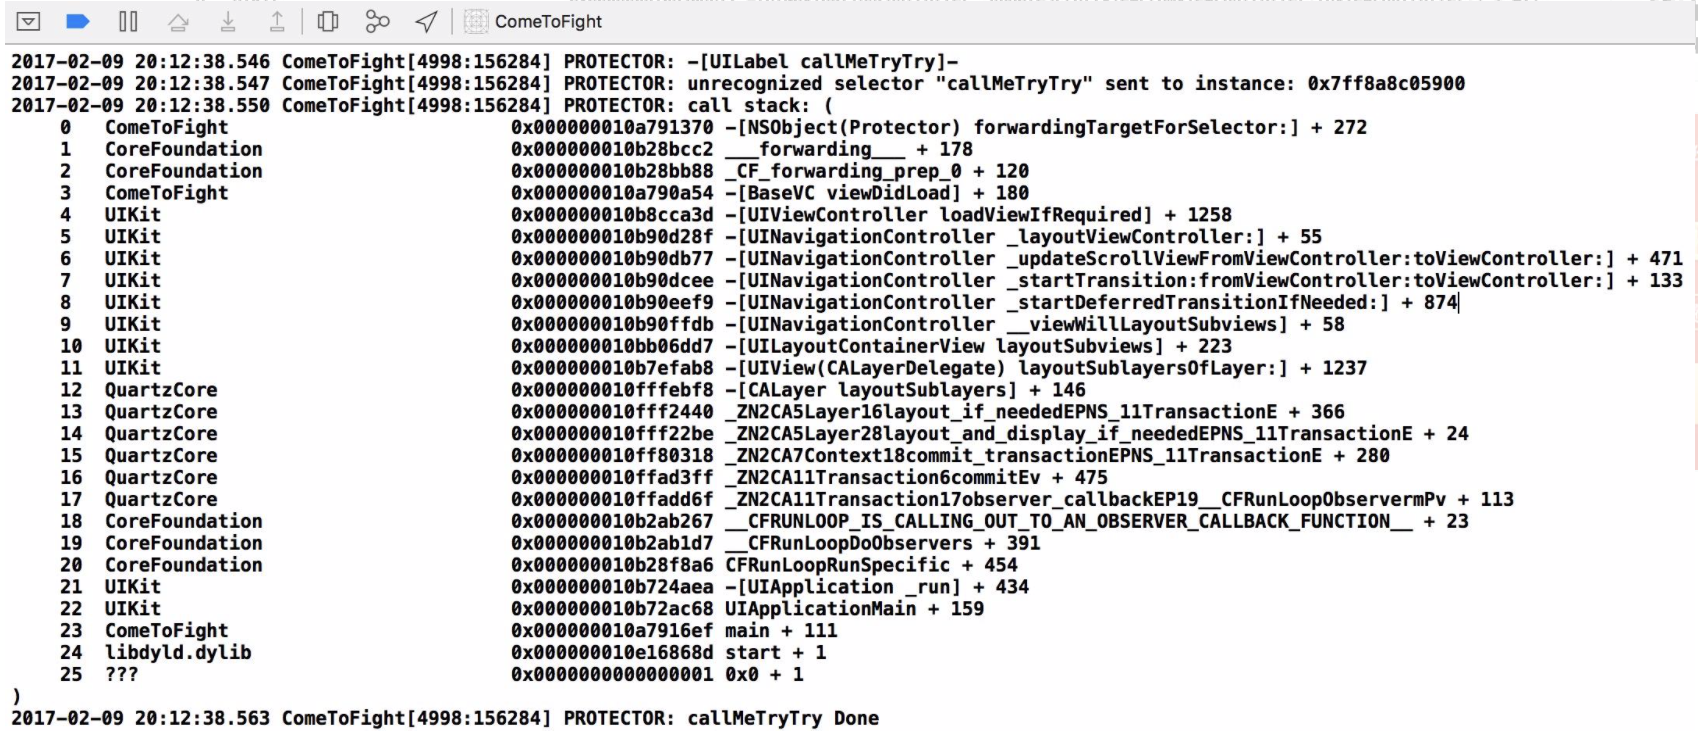 ComeToFight
2017-02-09 20:12:38.546 ComeToFight[4998:156284] PROTECTOR: -[UILabel callMeTryTry]-
2017-02-09 20:12:38.547 ComeToFight[4998:156284] PROTECTOR: unrecognized selector "callMeTryTry" sent to instance: 0x7ff8a8c05900
2017-02-09 20:12:38.550 ComeToFight[4998:156284] PROTECTOR: call stack: (
0 ComeToFight 0x000000010a791370 -[NSObject(Protector) forwardingTargetForSelector:] + 272
1 CoreFoundation 0x000000010b28bcc2 ___forwarding___ + 178
2 CoreFoundation 0x000000010b28bb88 _CF_forwarding_prep_0 + 120
3 ComeToFight 0x000000010a790a54 -[BaseVC viewDidLoad] + 180
4 UIKit 0x000000010b8cca3d -[UIViewController loadViewIfRequired] + 1258
5 UIKit 0x000000010b90d28f -[UINavigationController _layoutViewController:] + 55
6 UIKit 0x000000010b90db77 -[UINavigationController _updateScrollViewFromViewController:toViewController:] + 471
7 UIKit 0x000000010b90dcee -[UINavigationController _startTransition:fromViewController:toViewController:] + 133
8 UIKit 0x000000010b90eef9 -[UINavigationController _startDeferredTransitionIfNeeded:] + 874
9 UIKit 0x000000010b90ffdb -[UINavigationController __viewWillLayoutSubviews] + 58
10 UIKit 0x000000010bb06dd7 -[UILayoutContainerView layoutSubviews] + 223
11 UIKit 0x000000010b7efab8 -[UIView(CALayerDelegate) layoutSublayersOfLayer:] + 1237
12 QuartzCore 0x000000010fffebf8 -[CALayer layoutSublayers] + 146
13 QuartzCore 0x000000010fff2440 _ZN2CA5Layer16layout_if_neededEPNS_11TransactionE + 366
14 QuartzCore 0x000000010fff22be _ZN2CA5Layer28layout_and_display_if_neededEPNS_11TransactionE + 24
15 QuartzCore 0x000000010ff80318 _ZN2CA7Context18commit_transactionEPNS_11TransactionE + 280
16 QuartzCore 0x000000010ffad3ff _ZN2CA11Transaction6commitEv + 475
17 QuartzCore 0x000000010ffadd6f _ZN2CA11Transaction17observer_callbackEP19__CFRunLoopObservermPv + 113
18 CoreFoundation 0x000000010b2ab267 __CFRUNLOOP_IS_CALLING_OUT_TO_AN_OBSERVER_CALLBACK_FUNCTION__ + 23
19 CoreFoundation 0x000000010b2ab1d7 __CFRunLoopDoObservers + 391
20 CoreFoundation 0x000000010b28f8a6 CFRunLoopRunSpecific + 454
21 UIKit 0x000000010b724aea -[UIApplication _run] + 434
22 UIKit 0x000000010b72ac68 UIApplicationMain + 159
23 ComeToFight 0x000000010a7916ef main + 111
24 libdyld.dylib 0x000000010e16868d start + 1
25 ??? 0x0000000000000001 0x0 + 1
)
2017-02-09 20:12:38.563 ComeToFight[4998:156284] PROTECTOR: callMeTryTry Done